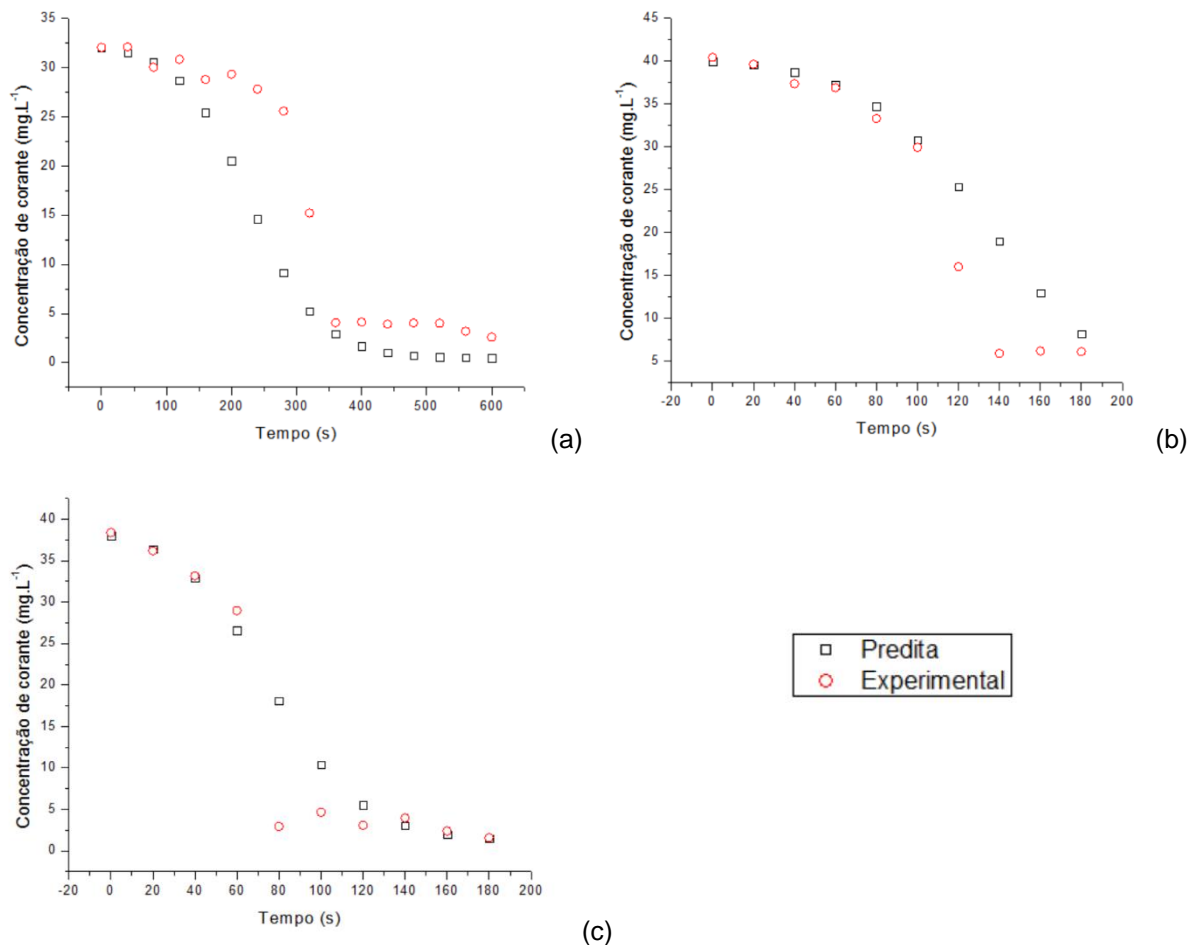 Concentração de corante (mg.L⁻¹)
35
30
25
20
15
10
5
0
0 100 200 300 400 500 600
Tempo (s)
(a)
Concentração de corante (mg.L⁻¹)
45
40
35
30
25
20
15
10
5
-20 0 20 40 60 80 100 120 140 160 180 200
Tempo (s)
(b)
Concentração de corante (mg.L⁻¹)
40
35
30
25
20
15
10
5
0
-20 0 20 40 60 80 100 120 140 160 180 200
Tempo (s)
(c)
Predita
Experimental